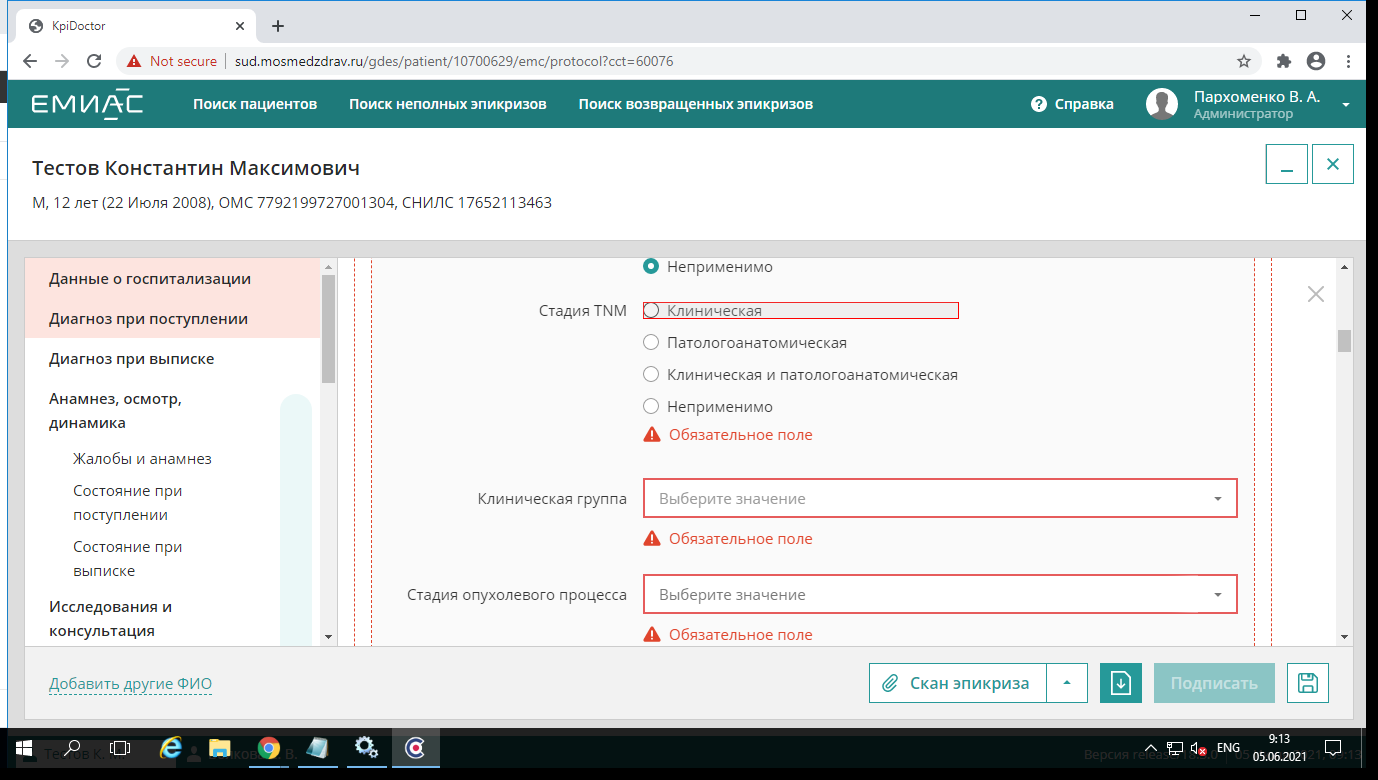 KpiDoctor
Not secure | sud.mosmedzdrav.ru/gdes/patient/10700629/emc/protocol?cct=60076
ЕМИАС
Поиск пациентов
Поиск неполных эпикризов
Поиск возвращенных эпикризов
? Справка
Пархоменко В. А.
Администратор
Тестов Константин Максимович
М, 12 лет (22 Июля 2008), ОМС 7792199727001304, СНИЛС 17652113463
Данные о госпитализации
Диагноз при поступлении
Диагноз при выписке
Анамнез, осмотр,
динамика
Жалобы и анамнез
Состояние при
поступлении
Состояние при
выписке
Исследования и
консультация
Неприменимо
Стадия TNM
Клиническая
Патологоанатомическая
Клиническая и патологоанатомическая
Неприменимо
Обязательное поле
Клиническая группа
Выберите значение
Обязательное поле
Стадия опухолевого процесса
Выберите значение
Обязательное поле
Добавить другие ФИО
Скан эпикриза
Подписать
Тестов К. М.
ENG
9:13
05.06.2021